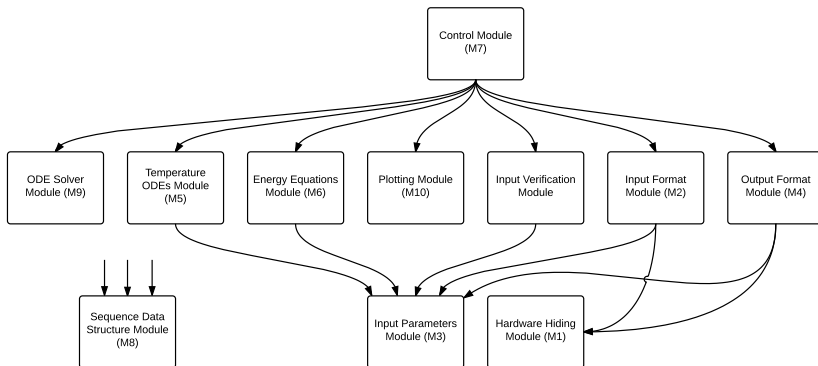 Control Module
(M7)
ODE Solver
Module (M9)
Temperature
ODEs Module
(M5)
Energy Equations
Module (M6)
Plotting Module
(M10)
Input Verification
Module
Input Format
Module (M2)
Output Format
Module (M4)
Sequence Data
Structure Module
(M8)
Input Parameters
Module (M3)
Hardware Hiding
Module (M1)